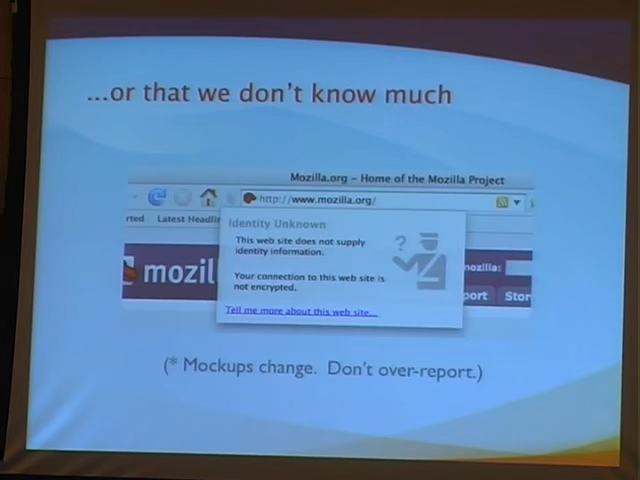 ...or that we don't know much
Mozilla.org – Home of the Mozilla Project
http://www.mozilla.org/
rted Latest Headlin
Identity Unknown
This web site does not supply
identity information.
Your connection to this web site is
not encrypted.
Tell me more about this web site...
?
mozil
mozilla:
port Stor
(* Mockups change. Don't over-report.)